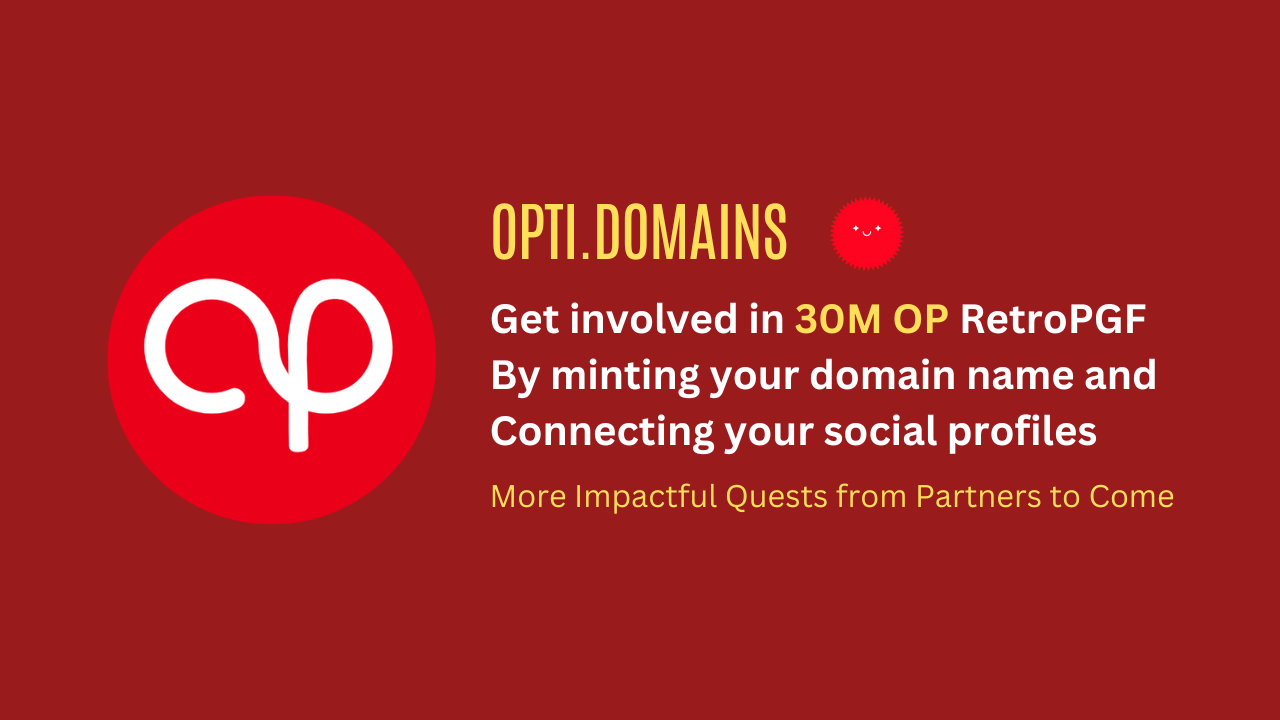 OPTI.DOMAINS
Get involved in 30M OP RetroPGF
By minting your domain name and
Connecting your social profiles
More Impactful Quests from Partners to Come